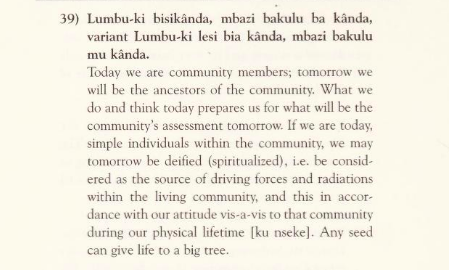 39) Lumbu-ki bisikânda, mbazi bakulu ba kânda,
variant Lumbu-ki lesi bia kânda, mbazi bakulu
mu kânda.
Today we are community members; tomorrow we
will be the ancestors of the community. What we
do and think today prepares us for what will be the
community's assessment tomorrow. If we are today,
simple individuals within the community, we may
tomorrow be deified (spiritualized), i.e. be consid-
ered as the source of driving forces and radiations
within the living community, and this in accor-
dance with our attitude vis-a-vis to that community
during our physical lifetime [ku nseke]. Any seed
can give life to a big tree.